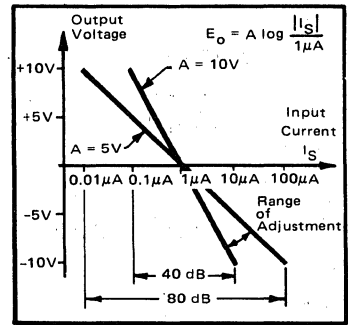 Output
Voltage
E₀ = A log |I_S| / 1μA
A = 10V
+10V
+5V
A = 5V
Input
Current
I_S
0.01μA 0.1μA 1μA 10μA 100μA
Range
of
Adjustment
−5V
−10V
40 dB
80 dB